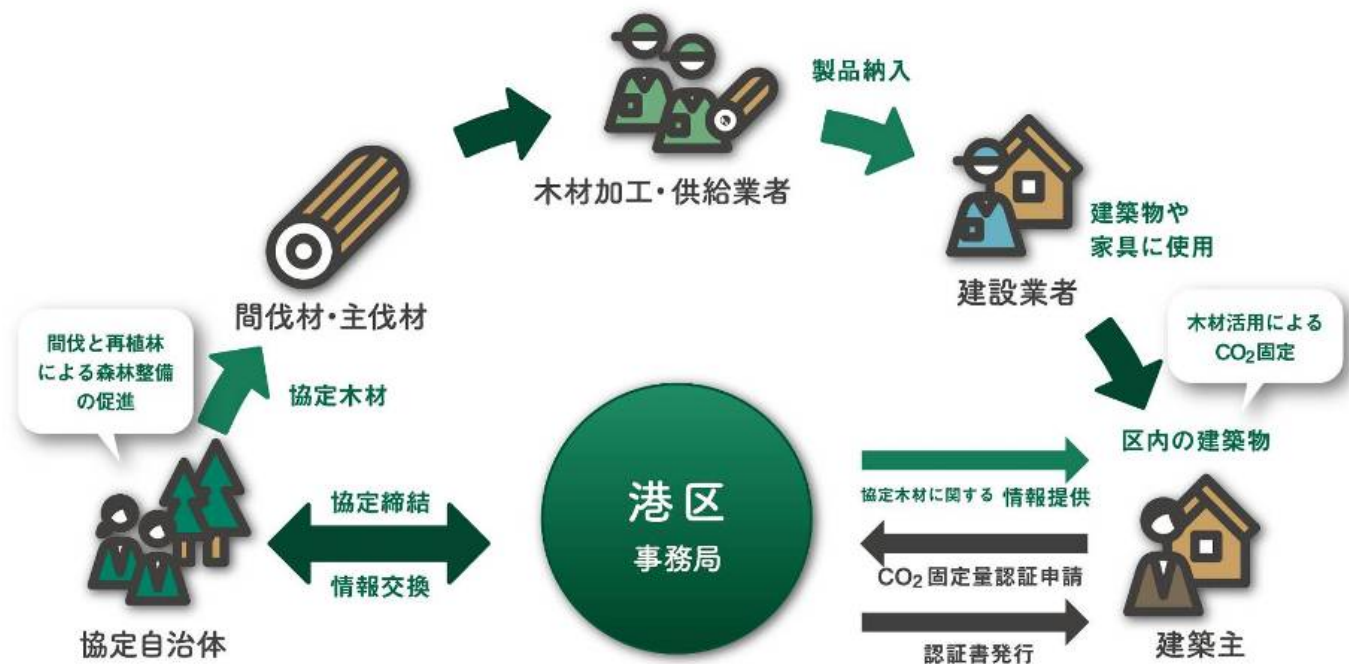 製品納入
木材加工・供給業者
建築物や
家具に使用
建設業者
間伐材・主伐材
木材活用による
CO₂固定
間伐と再植林
による森林整備
の促進
協定木材
区内の建築物
協定締結
情報交換
港区
事務局
協定木材に関する 情報提供
CO₂固定量認証申請
認証書発行
協定自治体
建築主